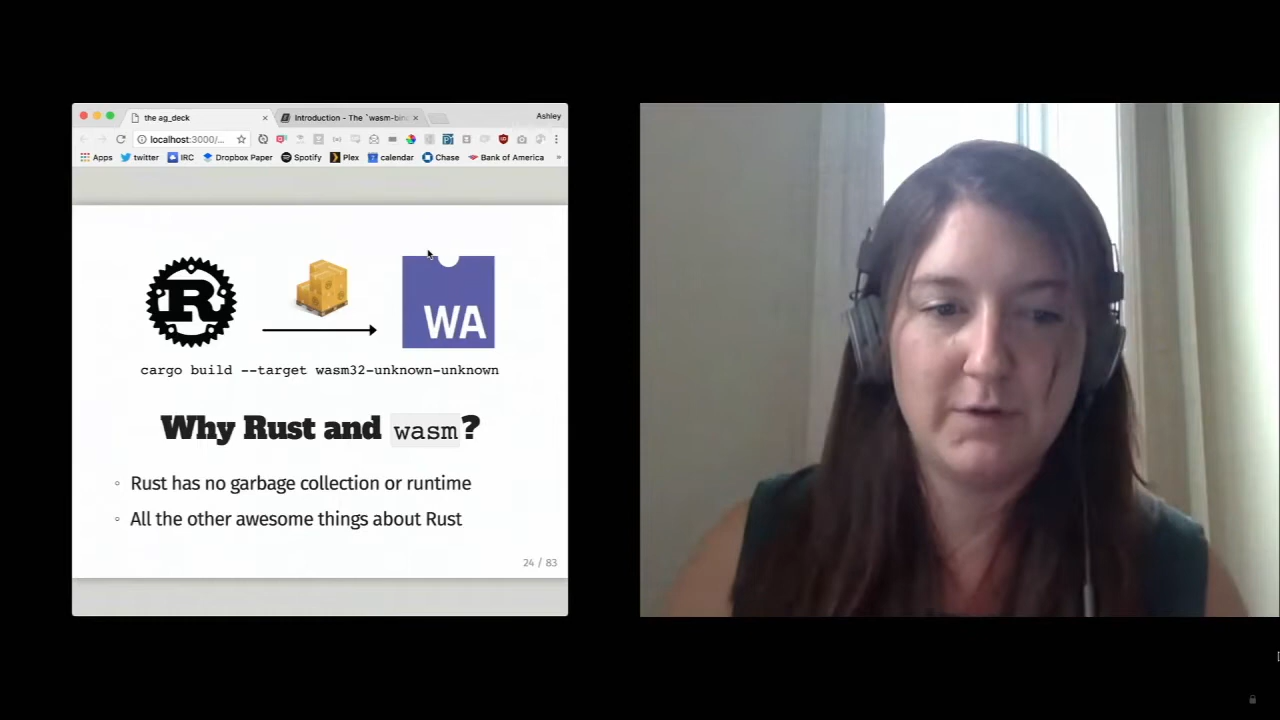 the ag_deck
Introduction - The `wasm-bin
Ashley
localhost:3000/...
Apps twitter IRC Dropbox Paper Spotify Plex calendar Chase Bank of America »
R
WA
cargo build --target wasm32-unknown-unknown
Why Rust and wasm?
Rust has no garbage collection or runtime
All the other awesome things about Rust
24 / 83